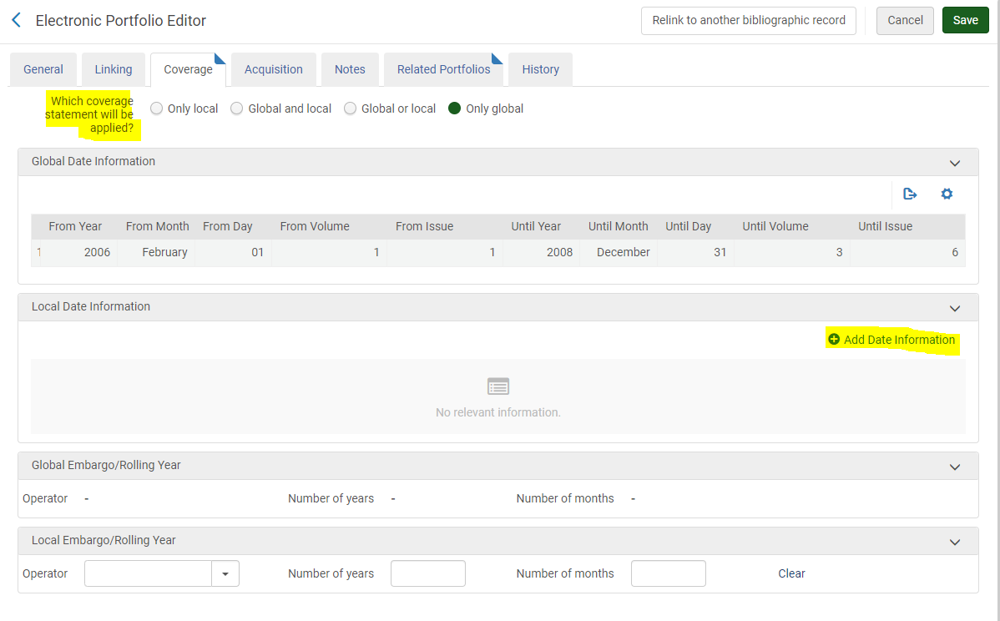 Electronic Portfolio Editor
Relink to another bibliographic record
Cancel
Save
General Linking Coverage Acquisition Notes Related Portfolios History
Which coverage
statement will be
applied?
Only local Global and local Global or local Only global
Global Date Information
From Year From Month From Day From Volume From Issue Until Year Until Month Until Day Until Volume Until Issue
1 2006 February 01 1 1 2008 December 31 3 6
Local Date Information
Add Date Information
No relevant information.
Global Embargo/Rolling Year
Operator - Number of years - Number of months -
Local Embargo/Rolling Year
Operator Number of years Number of months Clear